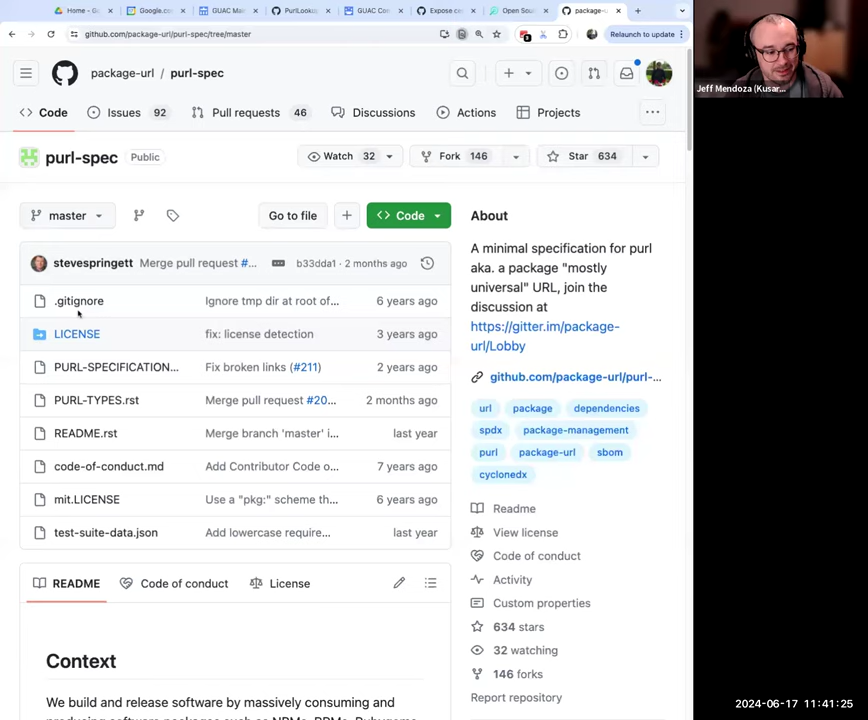 Home - G
Google.co
GUAC Mai
PurlLooku
GUAC Coo
Expose ce
Open Sou
package-u
github.com/package-url/purl-spec/tree/master
Relaunch to update
package-url / purl-spec
Code
Issues 92
Pull requests 46
Discussions
Actions
Projects
purl-spec Public
Watch 32
Fork 146
Star 634
master
Go to file
Code
stevespringett Merge pull request #... b33dda1 · 2 months ago
.gitignore Ignore tmp dir at root of... 6 years ago
LICENSE fix: license detection 3 years ago
PURL-SPECIFICATION... Fix broken links (#211) 2 years ago
PURL-TYPES.rst Merge pull request #20... 2 months ago
README.rst Merge branch 'master' i... last year
code-of-conduct.md Add Contributor Code o... 7 years ago
mit.LICENSE Use a "pkg:" scheme th... 6 years ago
test-suite-data.json Add lowercase require... last year
README
Code of conduct
License
Context
We build and release software by massively consuming and
producing software packages such as NPMs, RPMs, Rubygems
About
A minimal specification for purl
aka. a package "mostly
universal" URL, join the
discussion at
https://gitter.im/package-
url/Lobby
github.com/package-url/purl-...
url package dependencies
spdx package-management
purl package-url sbom
cyclonedx
Readme
View license
Code of conduct
Activity
Custom properties
634 stars
32 watching
146 forks
Report repository
Jeff Mendoza (Kusar...
2024-06-17 11:41:25